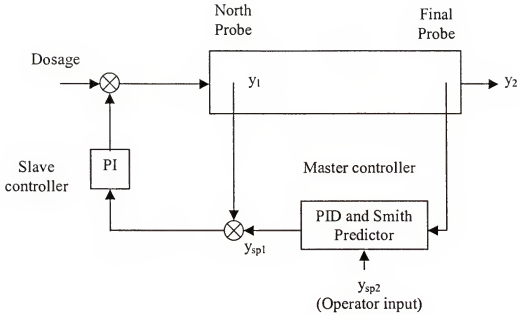 North
Probe
Final
Probe
Dosage
y1
y2
Slave
controller
PI
Master controller
PID and Smith
Predictor
ysp1
ysp2
(Operator input)